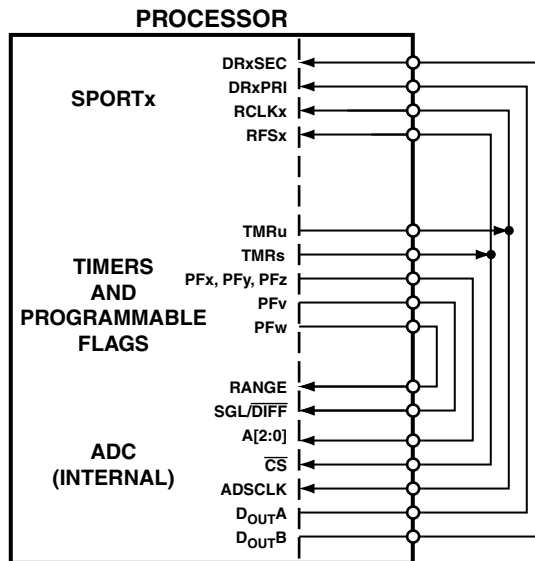 PROCESSOR
DRxSEC
DRxPRI
SPORTx
RCLKx
RFSx
TMRu
TMRs
TIMERS
AND
PROGRAMMABLE
FLAGS
PFx, PFy, PFz
PFv
PFw
RANGE
SGL/DIFF
A[2:0]
ADC
(INTERNAL)
CS
ADSCLK
DOUTA
DOUTB